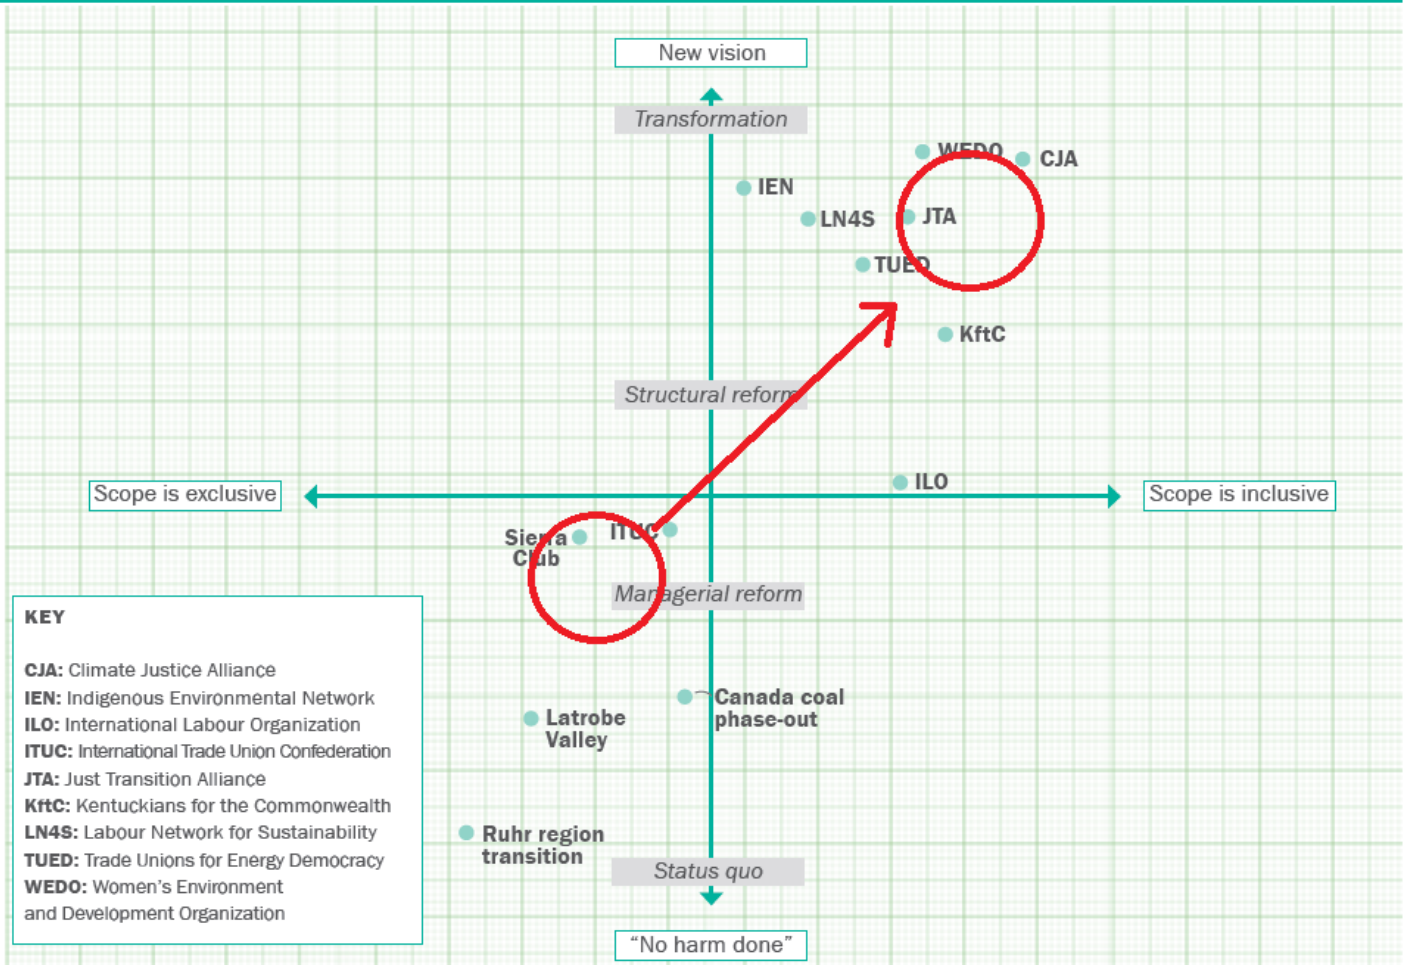 New vision
Transformation
WEDO
CJA
IEN
LN4S
JTA
TUED
KftC
Structural reform
ILO
Scope is exclusive
Scope is inclusive
Sierra
Club
ITUC
Managerial reform
Canada coal
phase-out
Latrobe
Valley
Ruhr region
transition
Status quo
“No harm done”
KEY
CJA: Climate Justice Alliance
IEN: Indigenous Environmental Network
ILO: International Labour Organization
ITUC: International Trade Union Confederation
JTA: Just Transition Alliance
KftC: Kentuckians for the Commonwealth
LN4S: Labour Network for Sustainability
TUED: Trade Unions for Energy Democracy
WEDO: Women’s Environment
and Development Organization